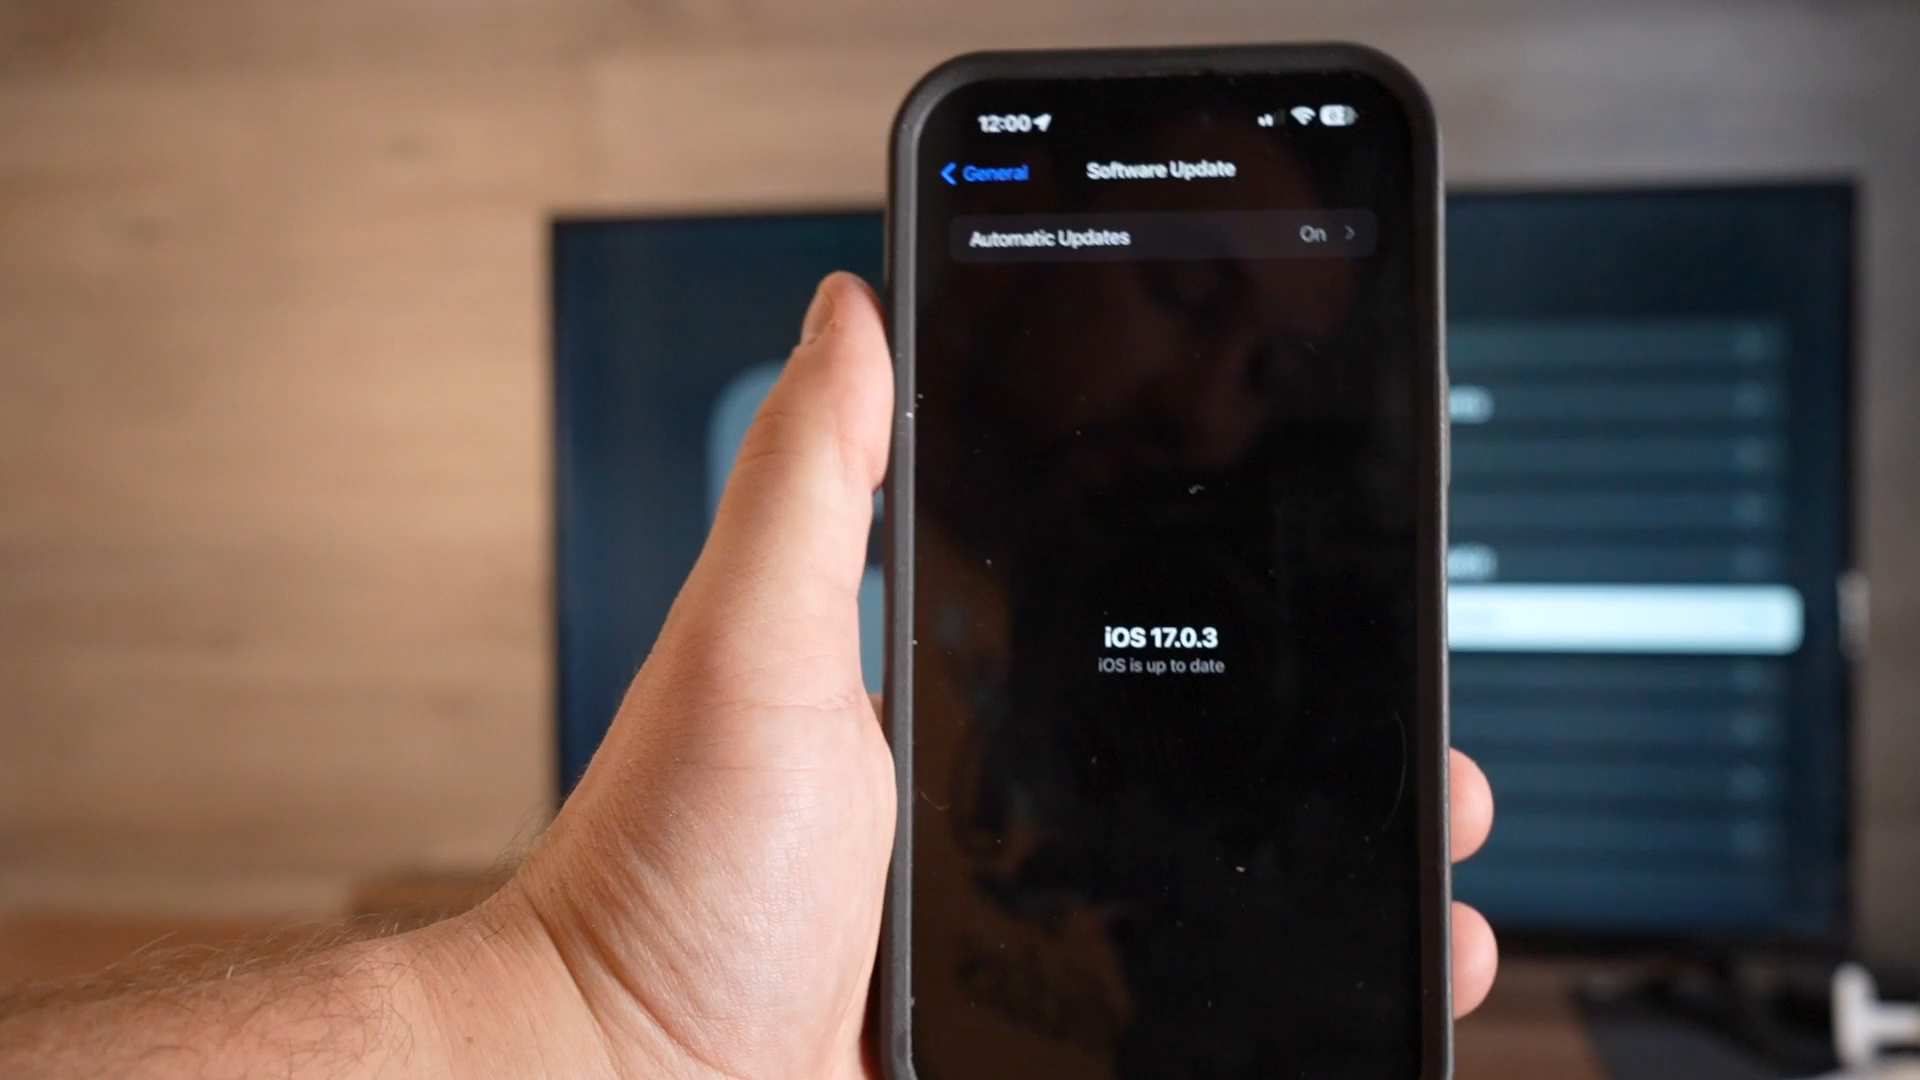 12:00
General
Software Update
Automatic Updates
On
iOS 17.0.3
iOS is up to date